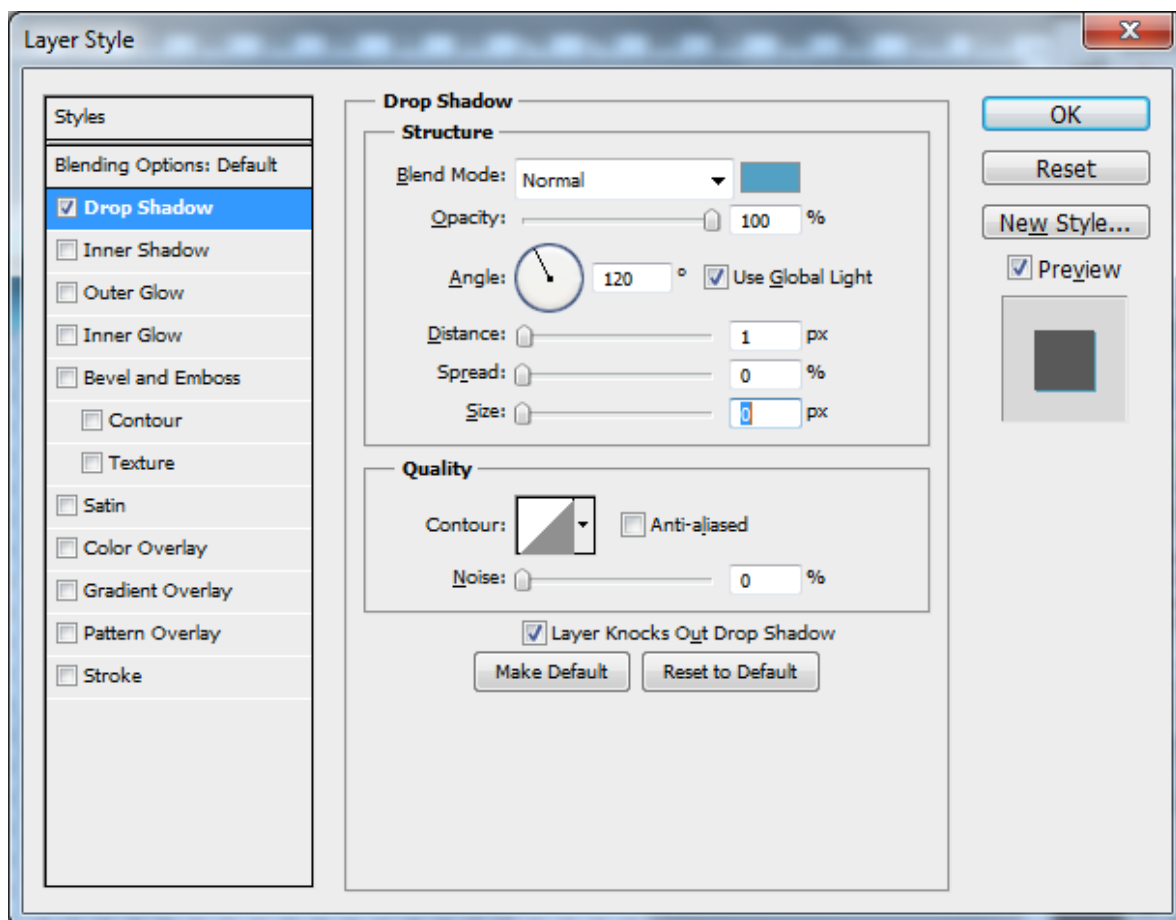 Layer Style
Styles
Blending Options: Default
Drop Shadow
Inner Shadow
Outer Glow
Inner Glow
Bevel and Emboss
Contour
Texture
Satin
Color Overlay
Gradient Overlay
Pattern Overlay
Stroke
Drop Shadow
Structure
Blend Mode: Normal
Opacity: 100 %
Angle: 120 ° Use Global Light
Distance: 1 px
Spread: 0 %
Size: 0 px
Quality
Contour: Anti-aliased
Noise: 0 %
Layer Knocks Out Drop Shadow
Make Default Reset to Default
OK
Reset
New Style...
Preview